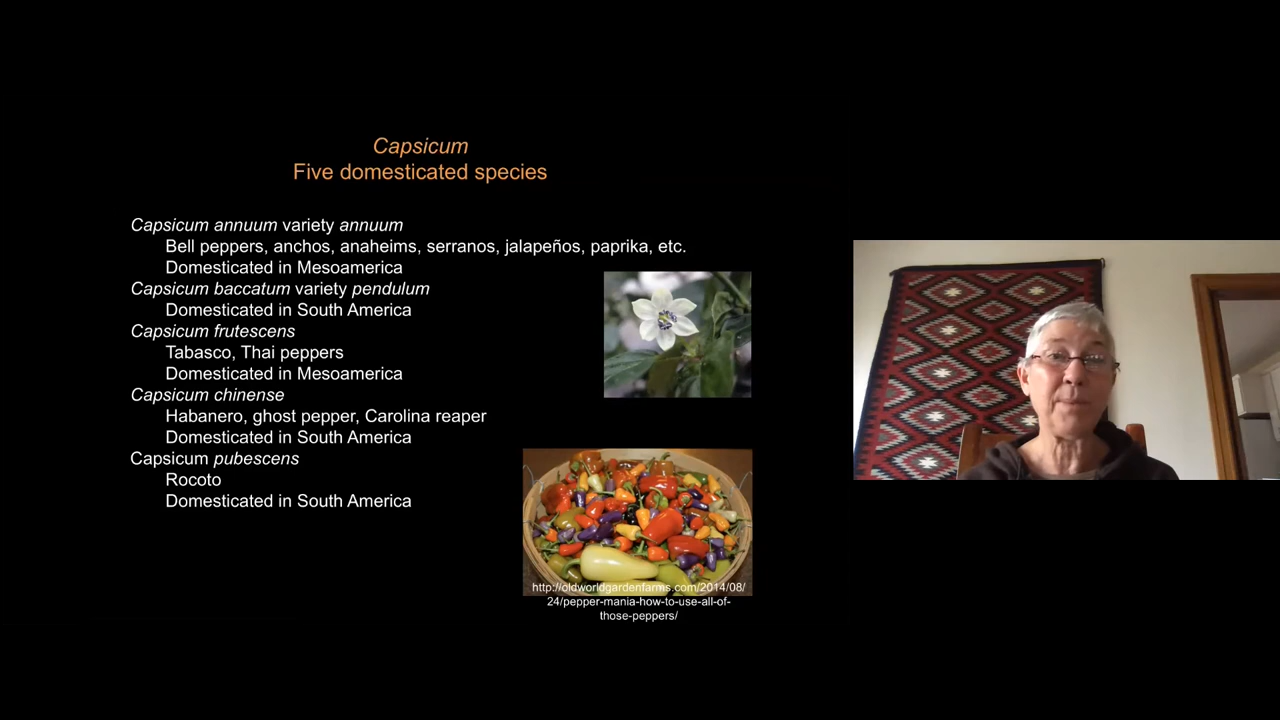 Capsicum
Five domesticated species
Capsicum annuum variety annuum
Bell peppers, anchos, anaheims, serranos, jalapeños, paprika, etc.
Domesticated in Mesoamerica
Capsicum baccatum variety pendulum
Domesticated in South America
Capsicum frutescens
Tabasco, Thai peppers
Domesticated in Mesoamerica
Capsicum chinense
Habanero, ghost pepper, Carolina reaper
Domesticated in South America
Capsicum pubescens
Rocoto
Domesticated in South America
http://oldworldgardenfarms.com/2014/08/
24/pepper-mania-how-to-use-all-of-
those-peppers/